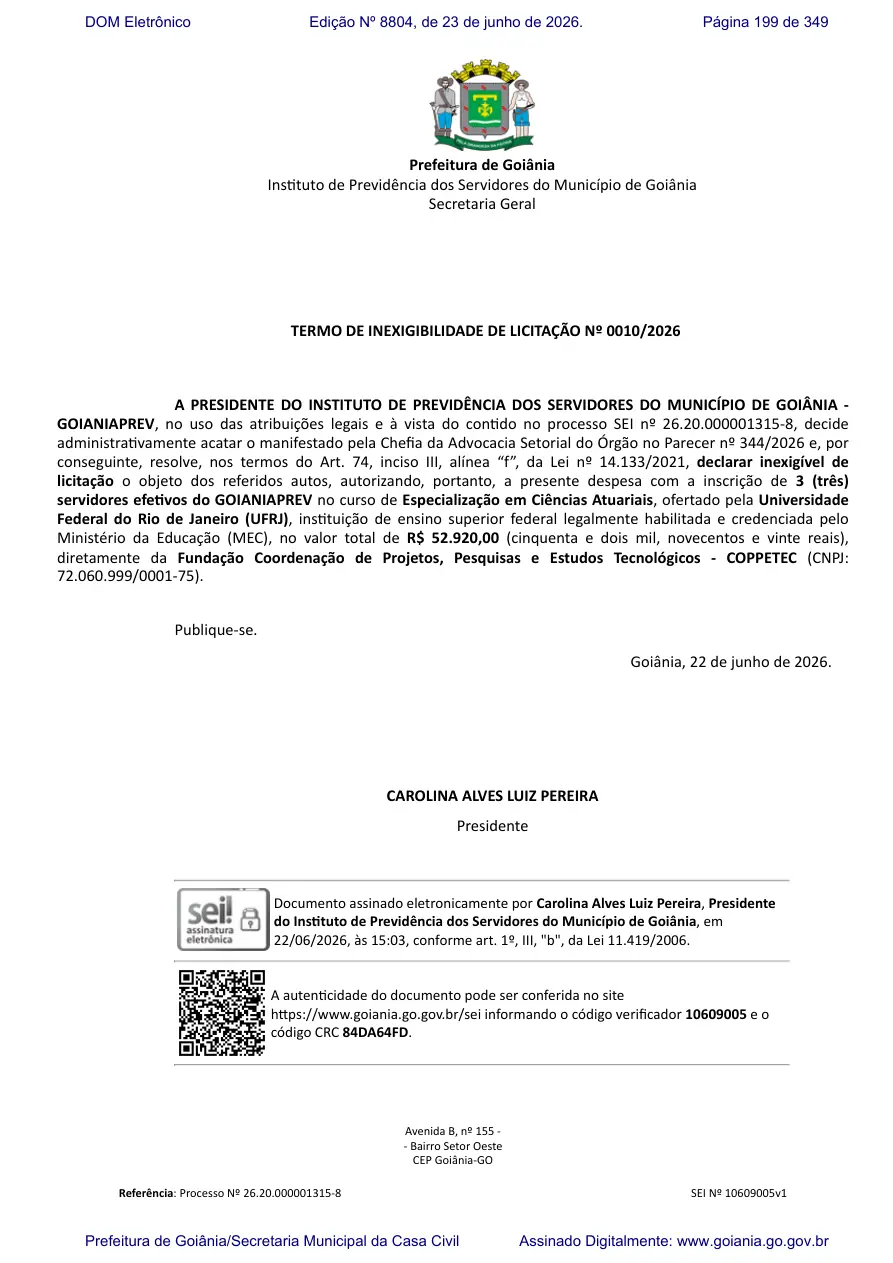 DOM Eletrônico Edição Nº 8804, de 23 de junho de 2026. Página 199 de 349
PELA GRANDEZA DA PÁTRIA
Prefeitura de Goiânia
Instituto de Previdência dos Servidores do Município de Goiânia
Secretaria Geral
TERMO DE INEXIGIBILIDADE DE LICITAÇÃO Nº 0010/2026
A PRESIDENTE DO INSTITUTO DE PREVIDÊNCIA DOS SERVIDORES DO MUNICÍPIO DE GOIÂNIA -
GOIANIAPREV, no uso das atribuições legais e à vista do contido no processo SEI nº 26.20.000001315-8, decide
administrativamente acatar o manifestado pela Chefia da Advocacia Setorial do Órgão no Parecer nº 344/2026 e, por
conseguinte, resolve, nos termos do Art. 74, inciso III, alínea “f”, da Lei nº 14.133/2021, declarar inexigível de
licitação o objeto dos referidos autos, autorizando, portanto, a presente despesa com a inscrição de 3 (três)
servidores efetivos do GOIANIAPREV no curso de Especialização em Ciências Atuariais, ofertado pela Universidade
Federal do Rio de Janeiro (UFRJ), instituição de ensino superior federal legalmente habilitada e credenciada pelo
Ministério da Educação (MEC), no valor total de R$ 52.920,00 (cinquenta e dois mil, novecentos e vinte reais),
diretamente da Fundação Coordenação de Projetos, Pesquisas e Estudos Tecnológicos - COPPETEC (CNPJ:
72.060.999/0001-75).
Publique-se.
Goiânia, 22 de junho de 2026.
CAROLINA ALVES LUIZ PEREIRA
Presidente
sei!
assinatura
eletrônica
Documento assinado eletronicamente por Carolina Alves Luiz Pereira, Presidente
do Instituto de Previdência dos Servidores do Município de Goiânia, em
22/06/2026, às 15:03, conforme art. 1º, III, "b", da Lei 11.419/2006.
A autenticidade do documento pode ser conferida no site
https://www.goiania.go.gov.br/sei informando o código verificador 10609005 e o
código CRC 84DA64FD.
Avenida B, nº 155 -
- Bairro Setor Oeste
CEP Goiânia-GO
Referência: Processo Nº 26.20.000001315-8 SEI Nº 10609005v1
Prefeitura de Goiânia/Secretaria Municipal da Casa Civil Assinado Digitalmente: www.goiania.go.gov.br